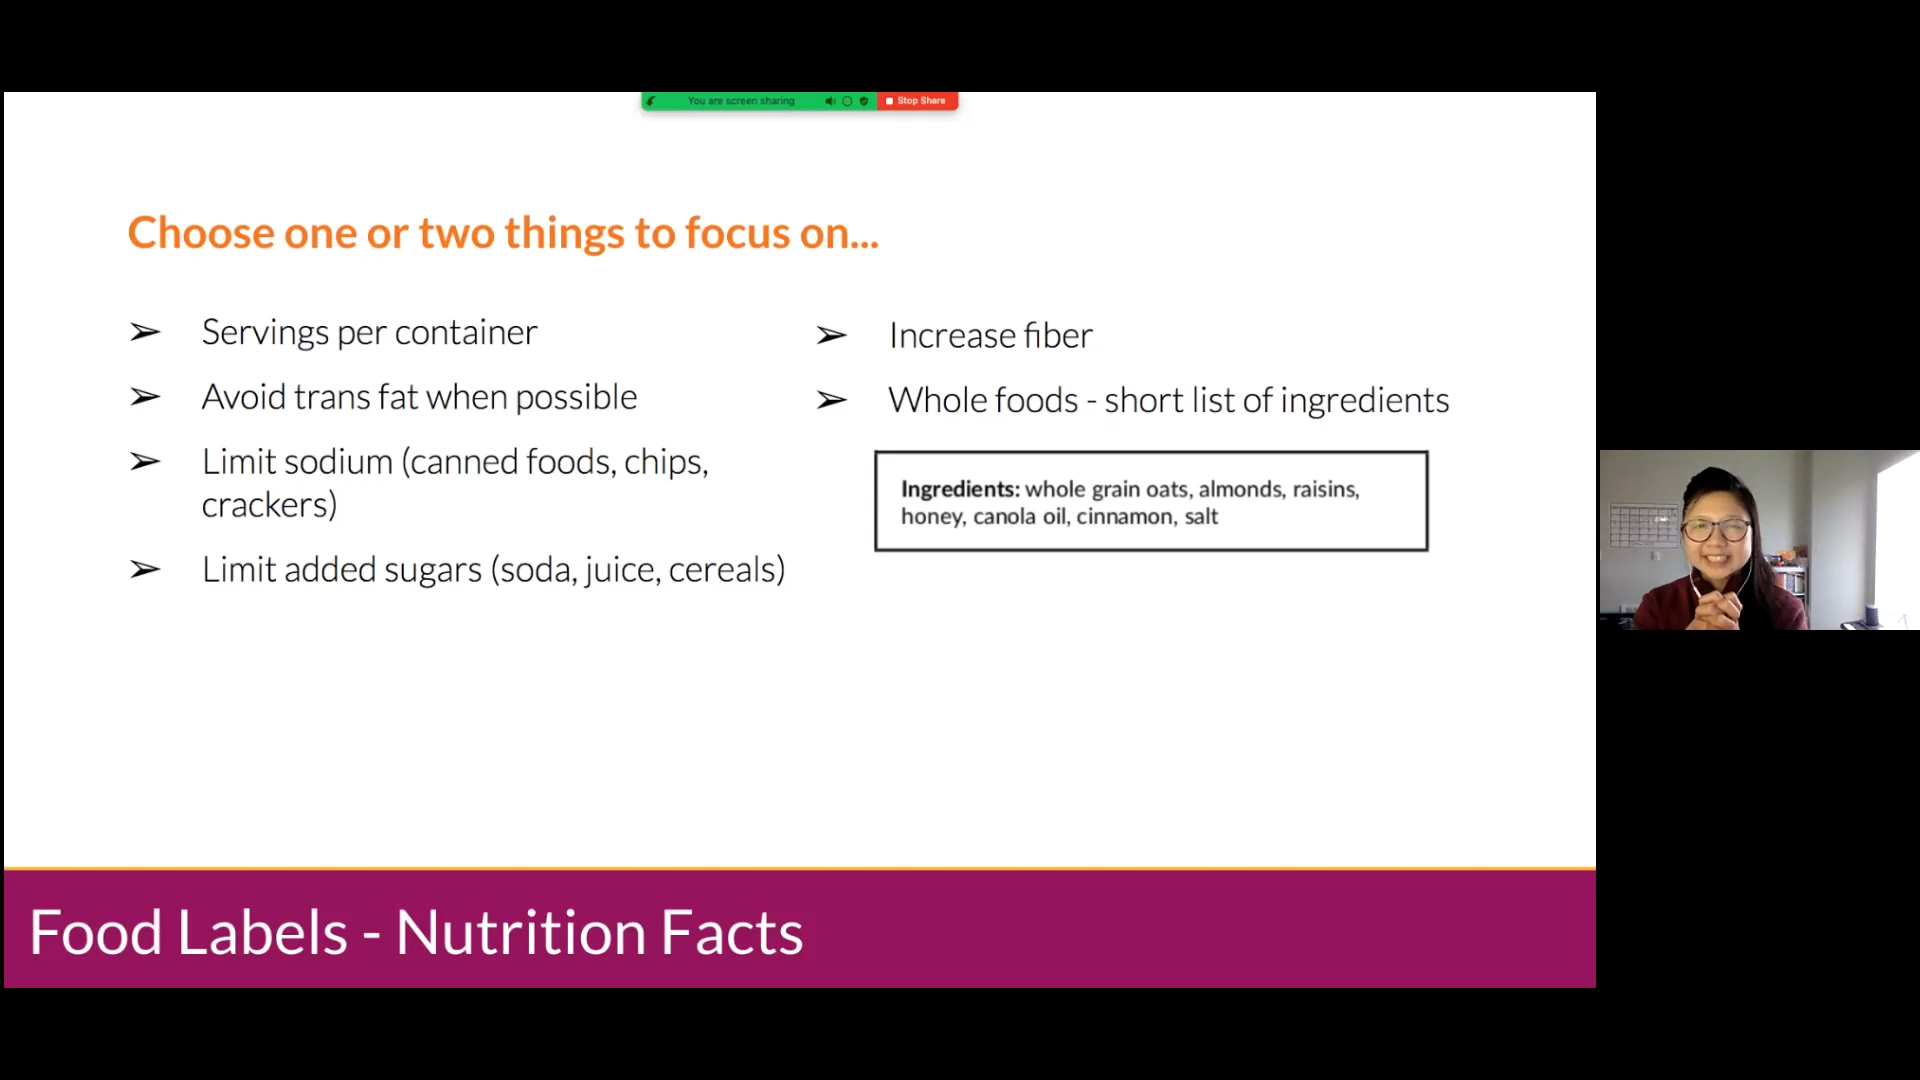 You are screen sharing
Stop Share
Choose one or two things to focus on...
➢ Servings per container
➢ Avoid trans fat when possible
➢ Limit sodium (canned foods, chips,
crackers)
➢ Limit added sugars (soda, juice, cereals)
➢ Increase fiber
➢ Whole foods - short list of ingredients
Ingredients: whole grain oats, almonds, raisins,
honey, canola oil, cinnamon, salt
Food Labels - Nutrition Facts